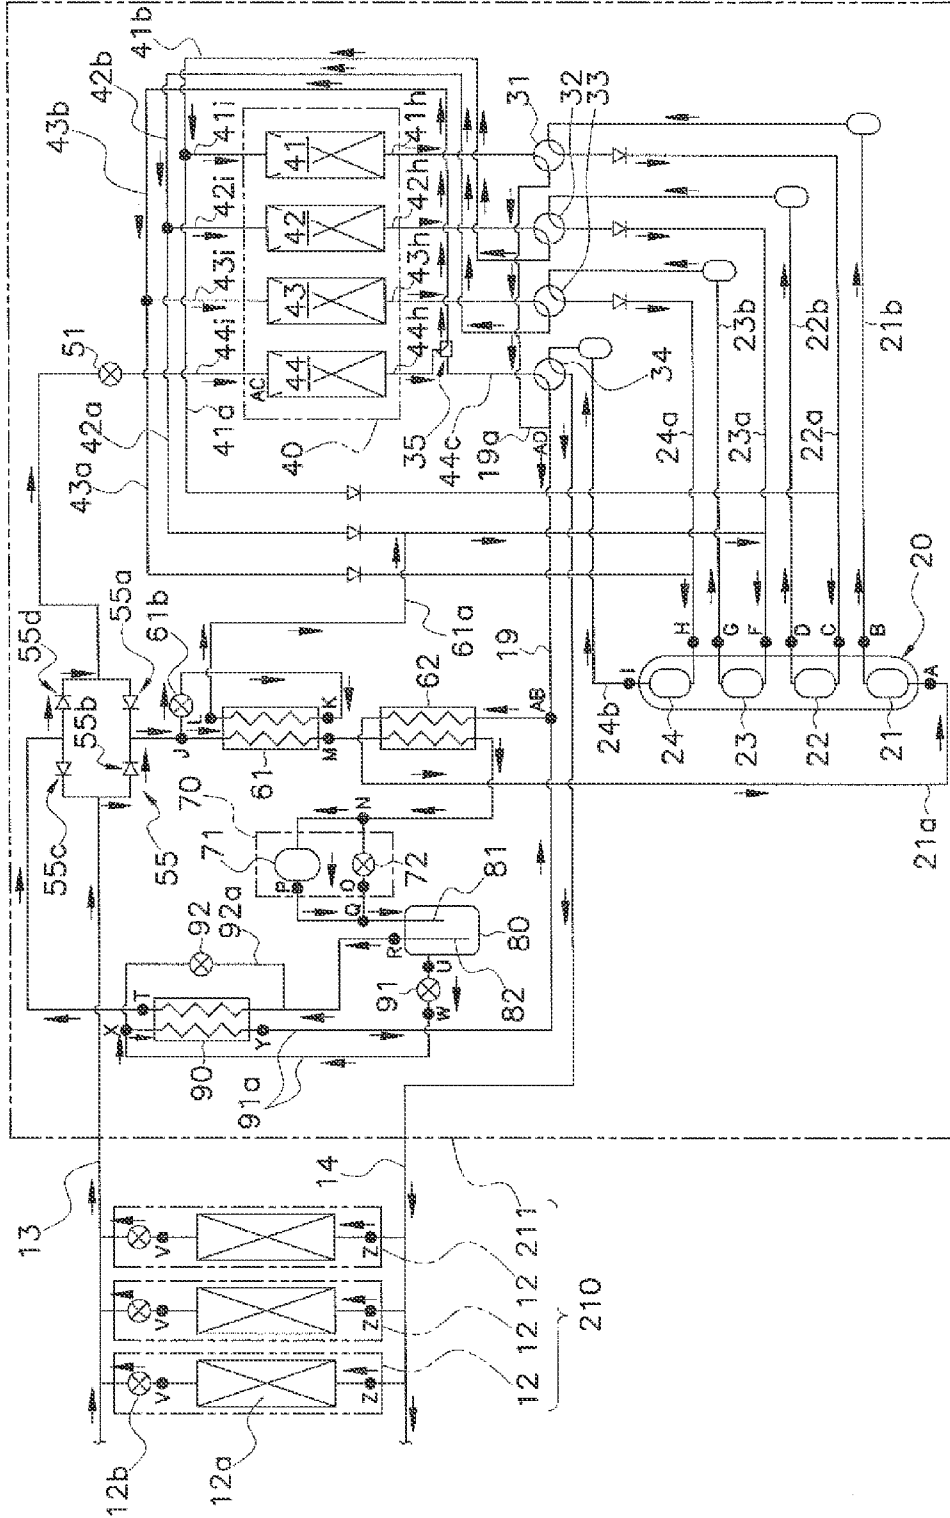 41b
42b
43b
41i
42i
43i
44i
51
42a
43a
41a
41
42
43
44
AC
40
41h
42h
43h
44h
35
44c
19a
AD
31
32
33
34
21b
22b
23b
24a
23a
22a
20
H
G
F
D
C
B
A
I
24
23
22
21
24b
21a
19
AB
61a
62
61b
55a
55d
55b
55c
55
J
L
K
M
61
70
71
72
N
P
O
Q
R
U
W
81
80
82
91
92
92a
T
X
Y
90
91a
13
14
211
210
12
12
12
V
V
V
Z
Z
Z
12a
12b